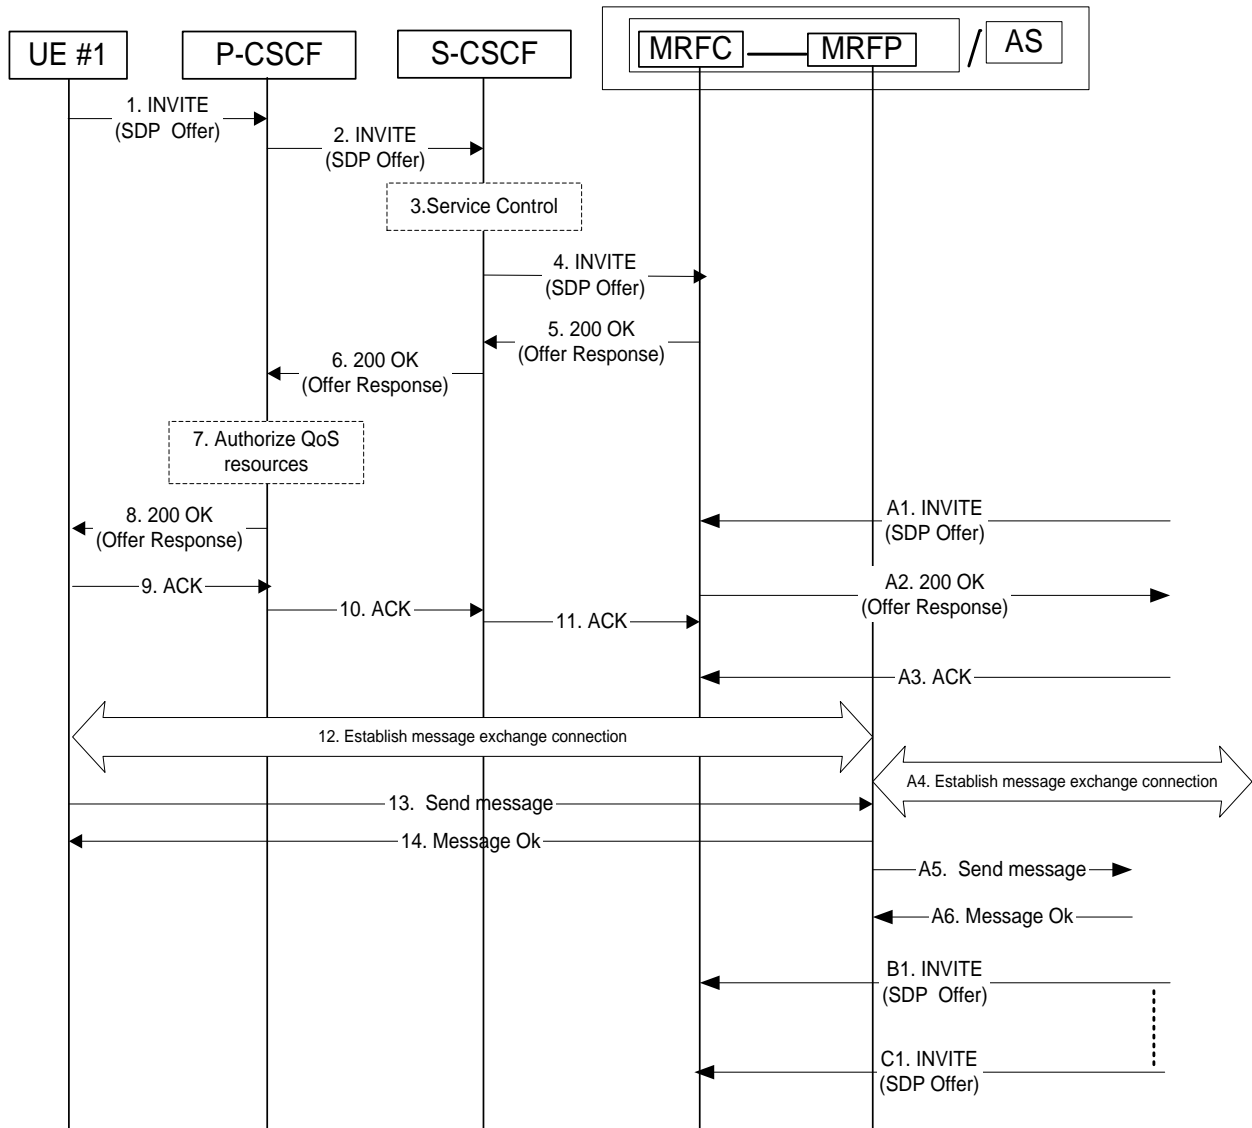 UE #1
P-CSCF
S-CSCF
MRFC
MRFP
/
AS
1. INVITE
(SDP Offer)
2. INVITE
(SDP Offer)
3.Service Control
4. INVITE
(SDP Offer)
5. 200 OK
(Offer Response)
6. 200 OK
(Offer Response)
7. Authorize QoS
resources
8. 200 OK
(Offer Response)
A1. INVITE
(SDP Offer)
9. ACK
A2. 200 OK
(Offer Response)
10. ACK
11. ACK
A3. ACK
12. Establish message exchange connection
A4. Establish message exchange connection
13. Send message
14. Message Ok
A5. Send message
A6. Message Ok
B1. INVITE
(SDP Offer)
C1. INVITE
(SDP Offer)